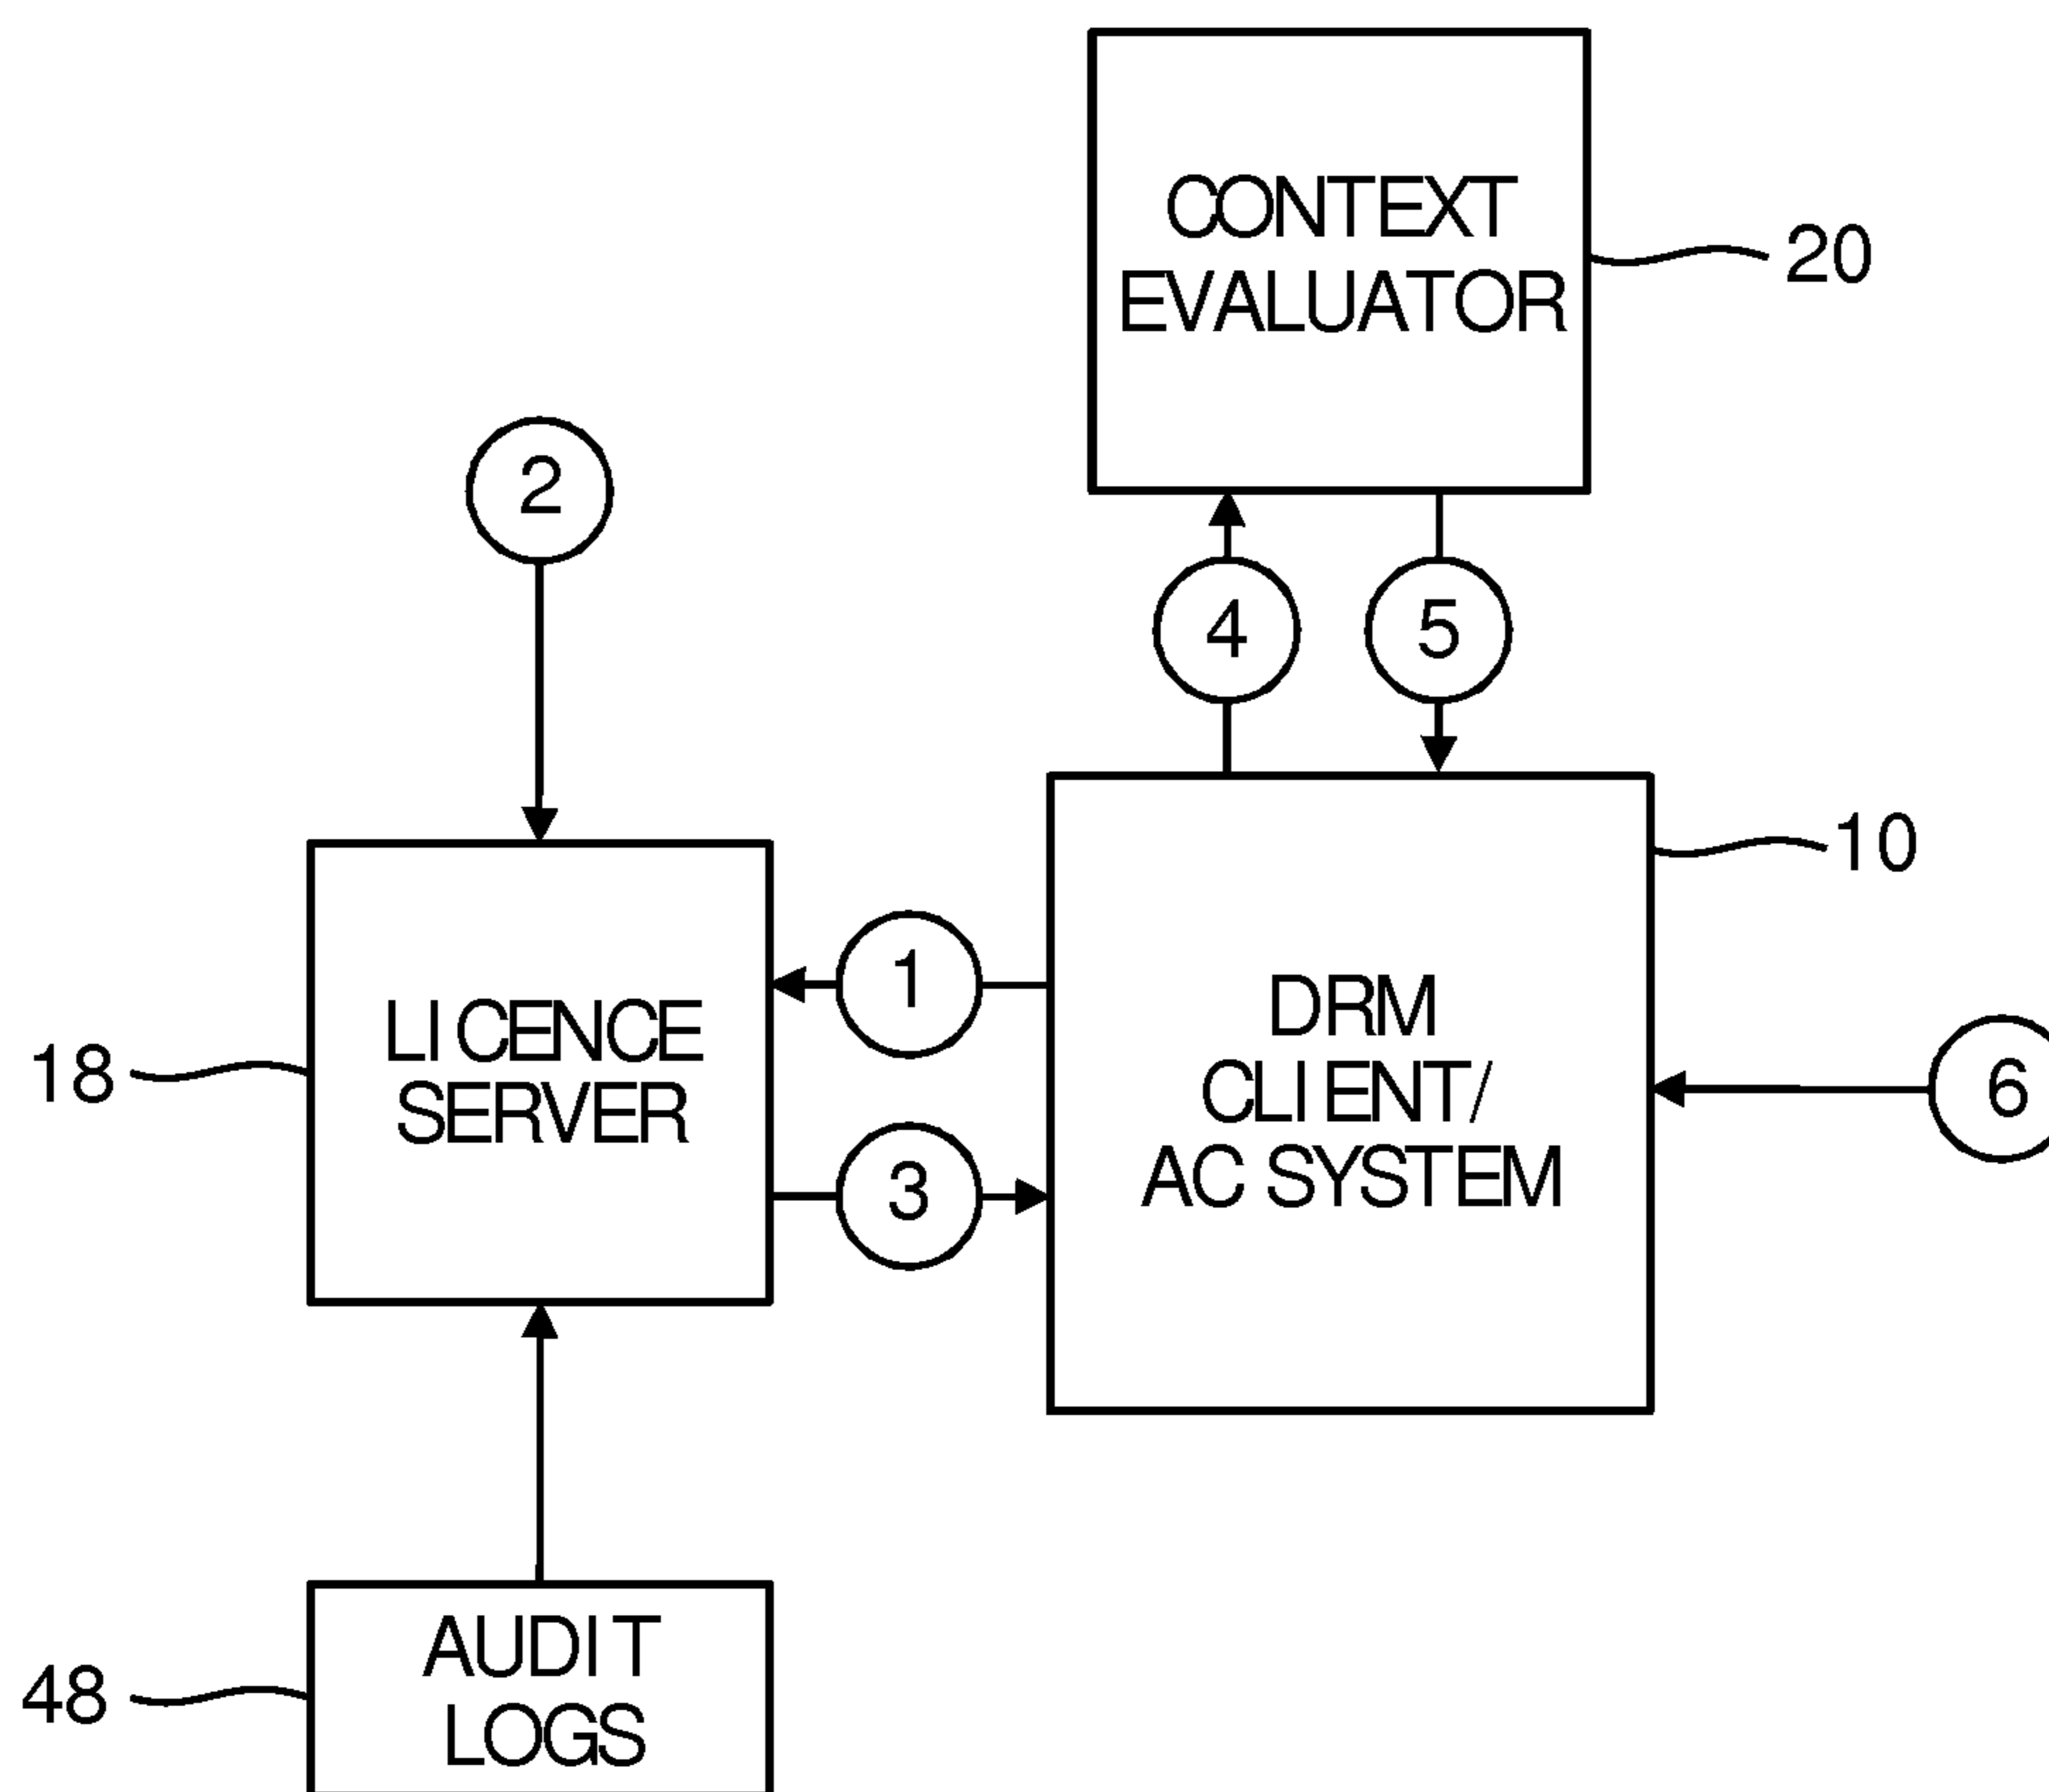 CONTEXT
EVALUATOR
20
2
4
5
10
1
LICENCE
SERVER
18
DRM
CLIENT/
AC SYSTEM
6
3
AUDIT
LOGS
48